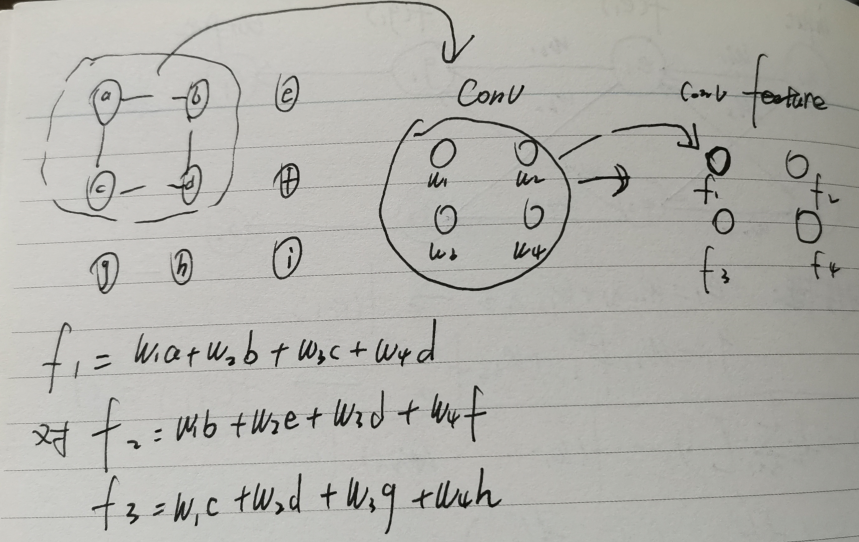 Conv Conv feature
a b e
c d f
g h i
w₁ w₂
w₃ w₄
f₁ f₂
f₃ f₄
f₁ = w₁a + w₂b + w₃c + w₄d
对 f₂ = w₁b + w₂e + w₃d + w₄f
f₃ = w₁c + w₂d + w₃g + w₄h